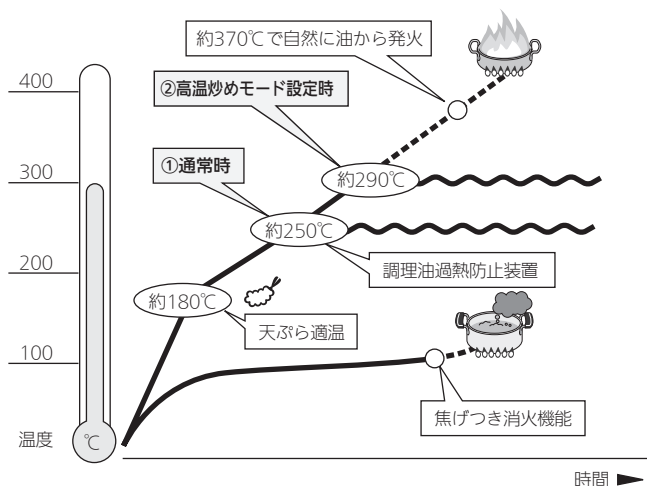 約370℃で自然に油から発火
400
②高温炒めモード設定時
300
①通常時
約290℃
約250℃
200
調理油過熱防止装置
約180℃
天ぷら適温
100
焦げつき消火機能
温度
℃
時間